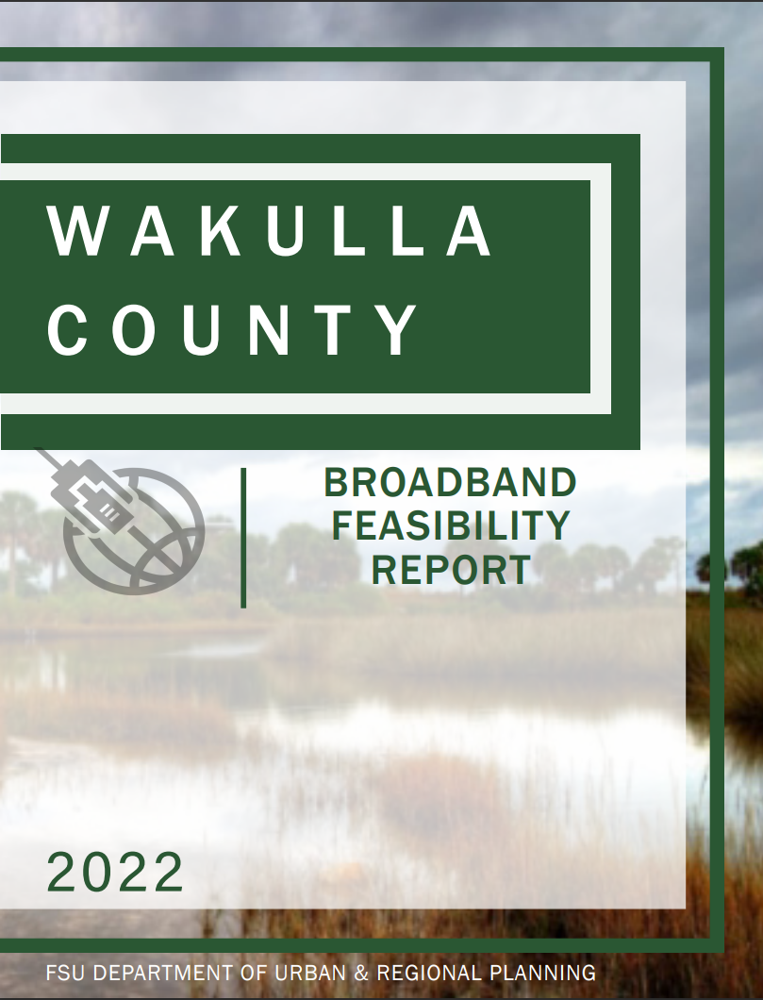 WAKULLA
COUNTY
BROADBAND
FEASIBILITY
REPORT
2022
FSU DEPARTMENT OF URBAN & REGIONAL PLANNING